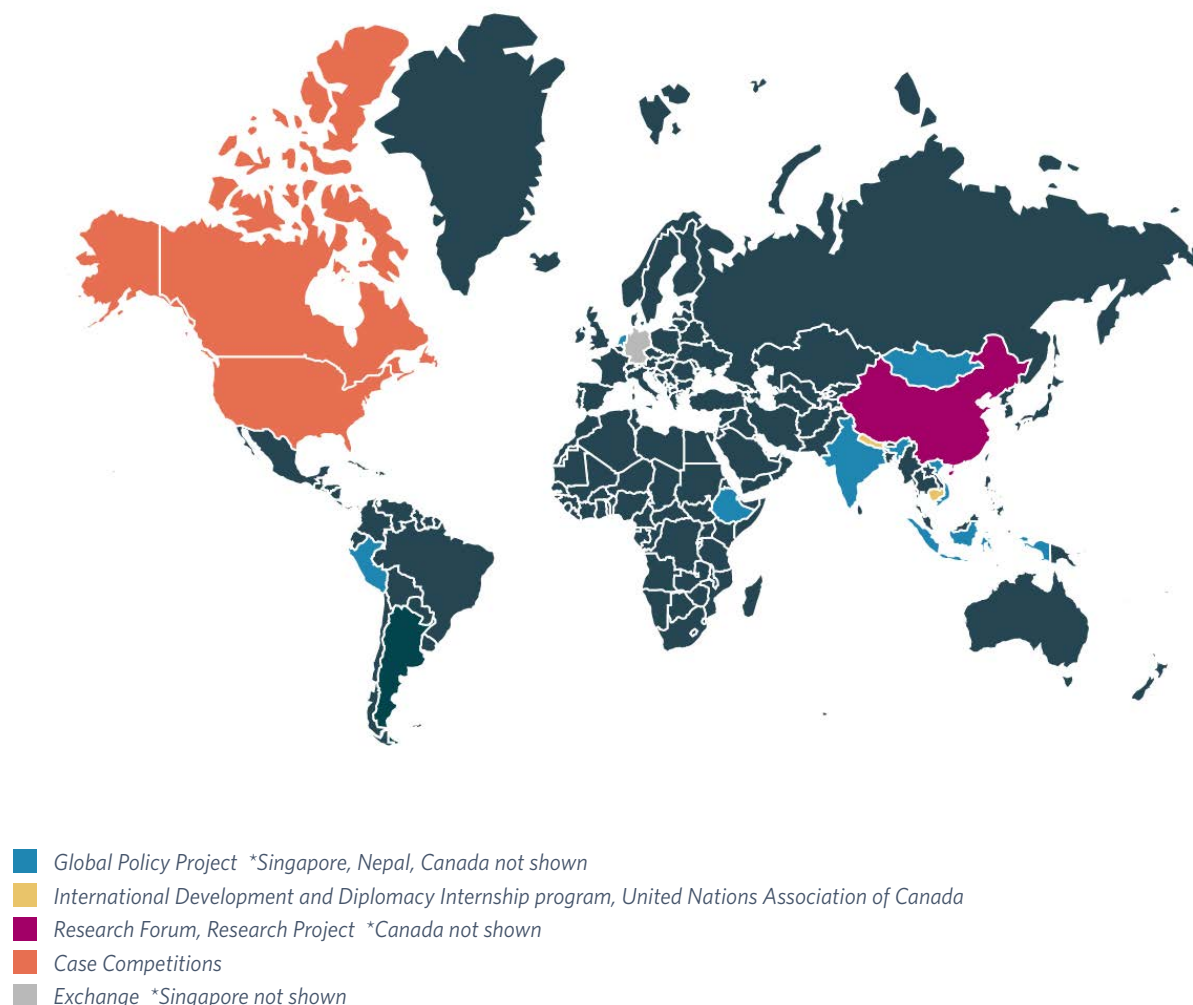 Global Policy Project *Singapore, Nepal, Canada not shown
International Development and Diplomacy Internship program, United Nations Association of Canada
Research Forum, Research Project *Canada not shown
Case Competitions
Exchange *Singapore not shown